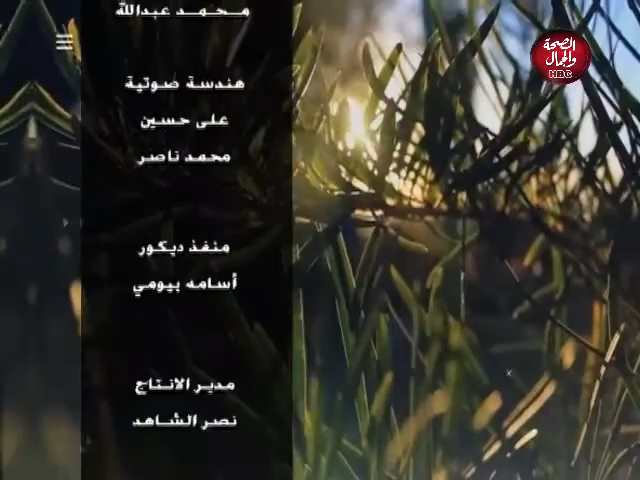 محمد عبدالله
الصحة
والجمال
HBC
هندسة صوتية
على حسين
محمد ناصر
منفذ ديكور
أسامه بيومي
مدير الانتاج
نصر الشاهد